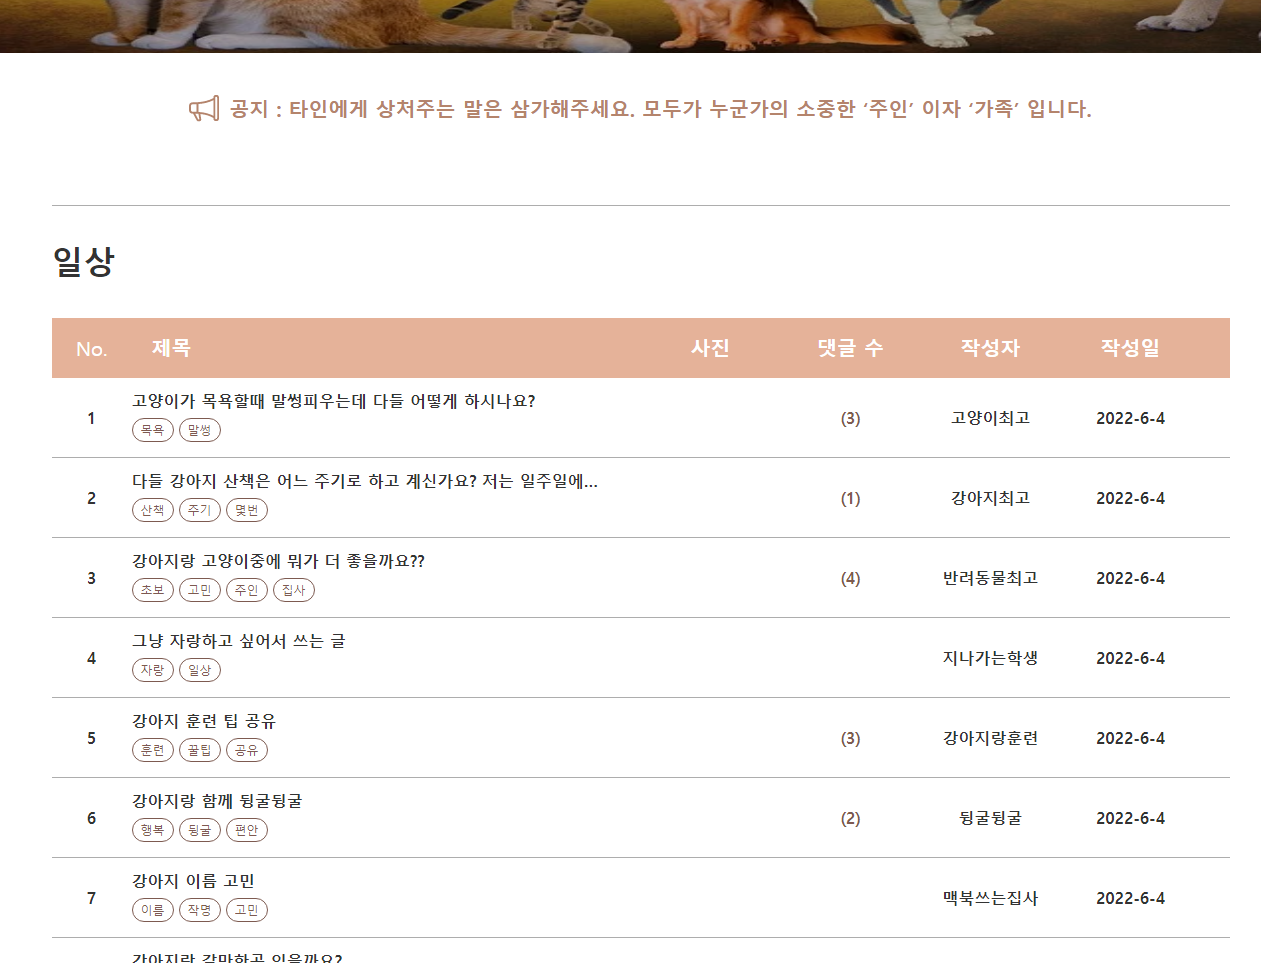 공지 : 타인에게 상처주는 말은 삼가해주세요. 모두가 누군가의 소중한 ‘주인’ 이자 ‘가족’ 입니다.
일상
No. 제목 사진 댓글 수 작성자 작성일
고양이가 목욕할때 말썽피우는데 다들 어떻게 하시나요?
1 (3) 고양이최고 2022-6-4
목욕 말썽
다들 강아지 산책은 어느 주기로 하고 계신가요? 저는 일주일에...
2 (1) 강아지최고 2022-6-4
산책 주기 몇번
강아지랑 고양이중에 뭐가 더 좋을까요??
3 (4) 반려동물최고 2022-6-4
초보 고민 주인 집사
그냥 자랑하고 싶어서 쓰는 글
4 지나가는학생 2022-6-4
자랑 일상
강아지 훈련 팁 공유
5 (3) 강아지랑훈련 2022-6-4
훈련 꿀팁 공유
강아지랑 함께 뒹굴뒹굴
6 (2) 뒹굴뒹굴 2022-6-4
행복 뒹굴 편안
강아지 이름 고민
7 맥북쓰는집사 2022-6-4
이름 작명 고민
강아지랑 갈만한곳 있을까요?